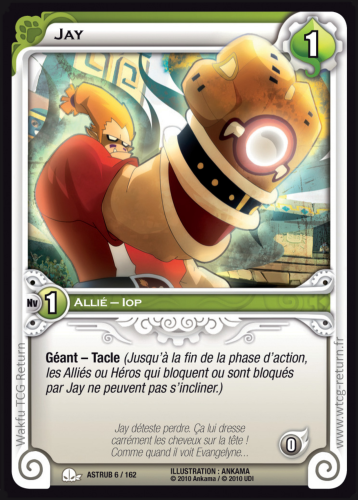 JAY
1
Nv 1 ALLIÉ – IOP
Géant – Tacle (Jusqu'à la fin de la phase d'action,
les Alliés ou Héros qui bloquent ou sont bloqués
par Jay ne peuvent pas s'incliner.)
Jay déteste perdre. Ça lui dresse
carrément les cheveux sur la tête !
Comme quand il voit Evangelyne...
0
ASTRUB 6 / 162
ILLUSTRATION : ANKAMA
© 2010 Ankama / © 2010 UDI
Wakfu TCG Return
www.wtcg-return.fr